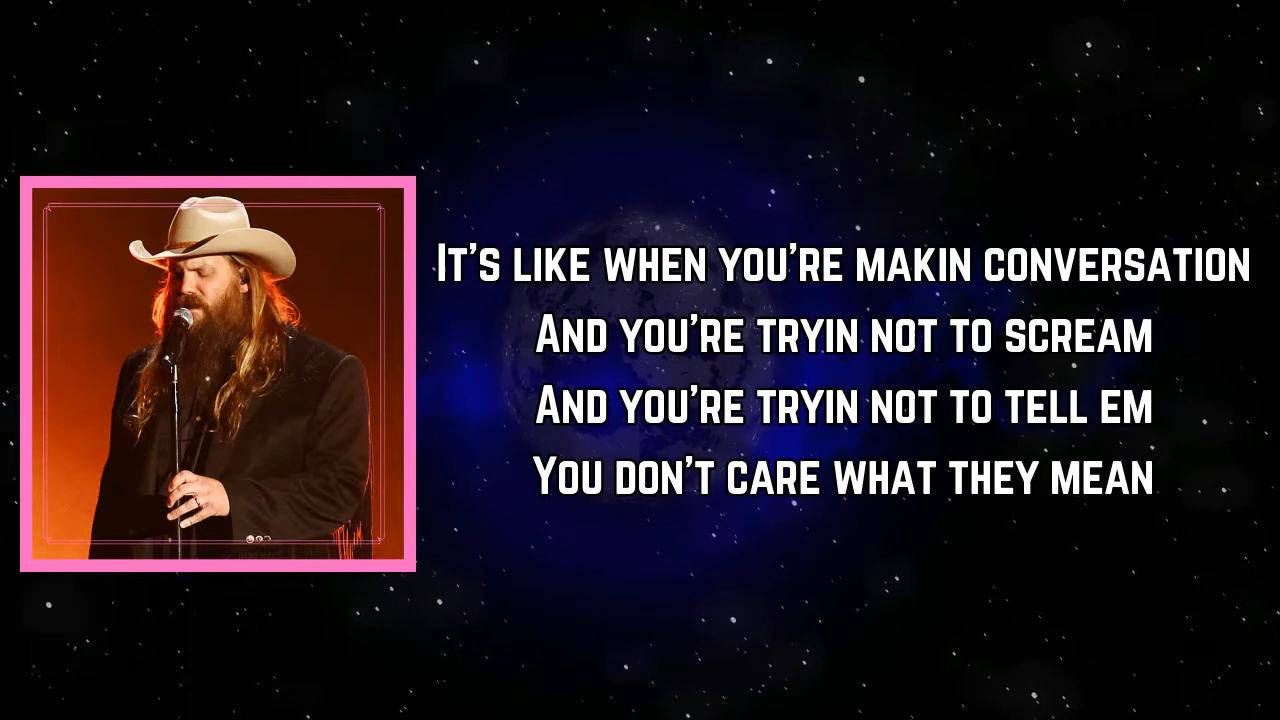 It's like when you're makin conversation
And you're tryin not to scream
And you're tryin not to tell em
You don't care what they mean